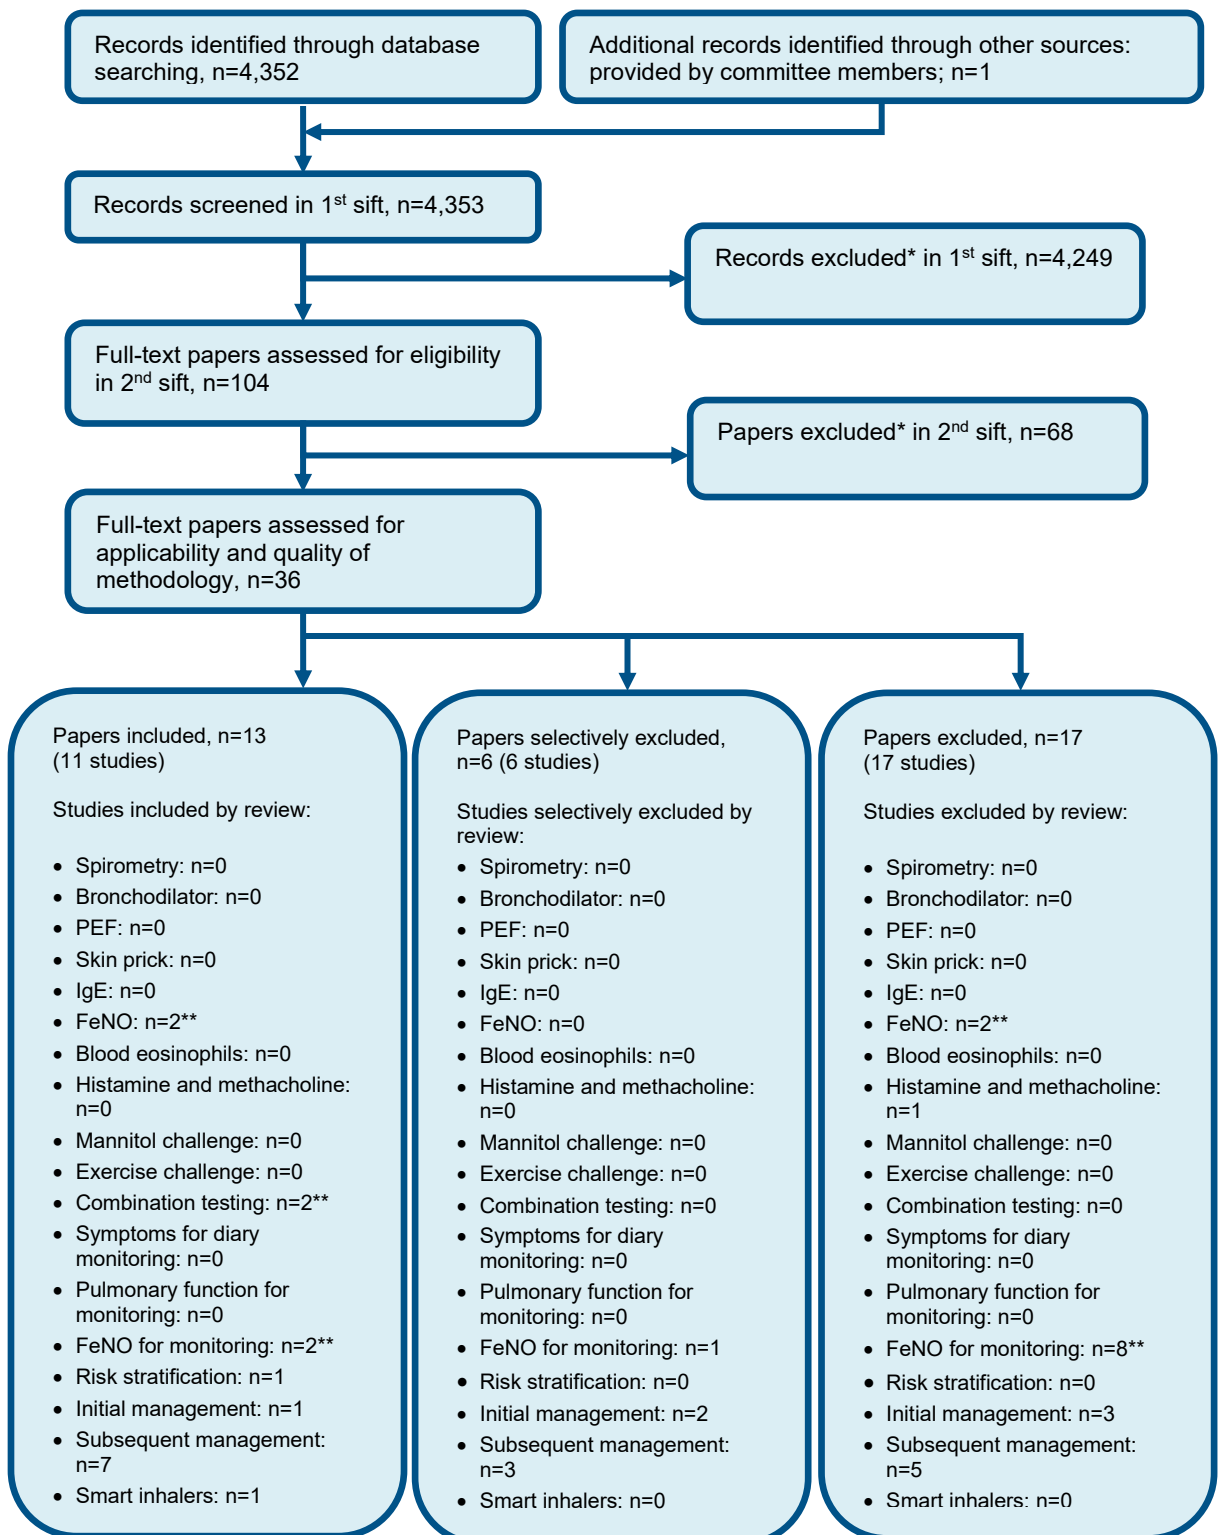 Records identified through database
searching, n=4,352
Additional records identified through other sources:
provided by committee members; n=1
Records screened in 1st sift, n=4,353
Records excluded* in 1st sift, n=4,249
Full-text papers assessed for eligibility
in 2nd sift, n=104
Papers excluded* in 2nd sift, n=68
Full-text papers assessed for
applicability and quality of
methodology, n=36
Papers included, n=13
(11 studies)
Studies included by review:
• Spirometry: n=0
• Bronchodilator: n=0
• PEF: n=0
• Skin prick: n=0
• IgE: n=0
• FeNO: n=2**
• Blood eosinophils: n=0
• Histamine and methacholine:
n=0
• Mannitol challenge: n=0
• Exercise challenge: n=0
• Combination testing: n=2**
• Symptoms for diary
monitoring: n=0
• Pulmonary function for
monitoring: n=0
• FeNO for monitoring: n=2**
• Risk stratification: n=1
• Initial management: n=1
• Subsequent management:
n=7
• Smart inhalers: n=1
Papers selectively excluded,
n=6 (6 studies)
Studies selectively excluded by
review:
• Spirometry: n=0
• Bronchodilator: n=0
• PEF: n=0
• Skin prick: n=0
• IgE: n=0
• FeNO: n=0
• Blood eosinophils: n=0
• Histamine and methacholine:
n=0
• Mannitol challenge: n=0
• Exercise challenge: n=0
• Combination testing: n=0
• Symptoms for diary
monitoring: n=0
• Pulmonary function for
monitoring: n=0
• FeNO for monitoring: n=1
• Risk stratification: n=0
• Initial management: n=2
• Subsequent management:
n=3
• Smart inhalers: n=0
Papers excluded, n=17
(17 studies)
Studies excluded by review:
• Spirometry: n=0
• Bronchodilator: n=0
• PEF: n=0
• Skin prick: n=0
• IgE: n=0
• FeNO: n=2**
• Blood eosinophils: n=0
• Histamine and methacholine:
n=1
• Mannitol challenge: n=0
• Exercise challenge: n=0
• Combination testing: n=0
• Symptoms for diary
monitoring: n=0
• Pulmonary function for
monitoring: n=0
• FeNO for monitoring: n=8**
• Risk stratification: n=0
• Initial management: n=3
• Subsequent management:
n=5
• Smart inhalers: n=0